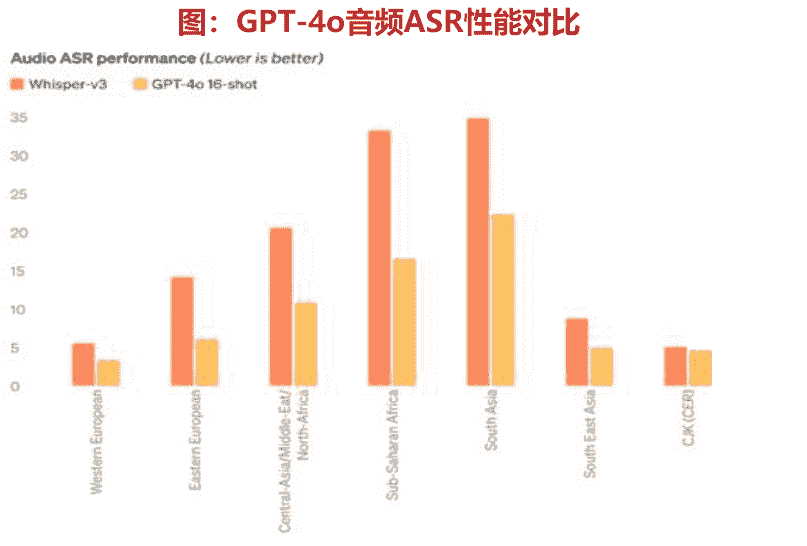 图：GPT-4o音频ASR性能对比
Audio ASR performance (Lower is better)
Whisper-v3
GPT-4o 16-shot
35
30
25
20
15
10
5
0
Western European
Eastern European
Central-Asia/Middle-Eat/
North-Africa
Sub-Saharan Africa
South Asia
South East Asia
CJK (CER)